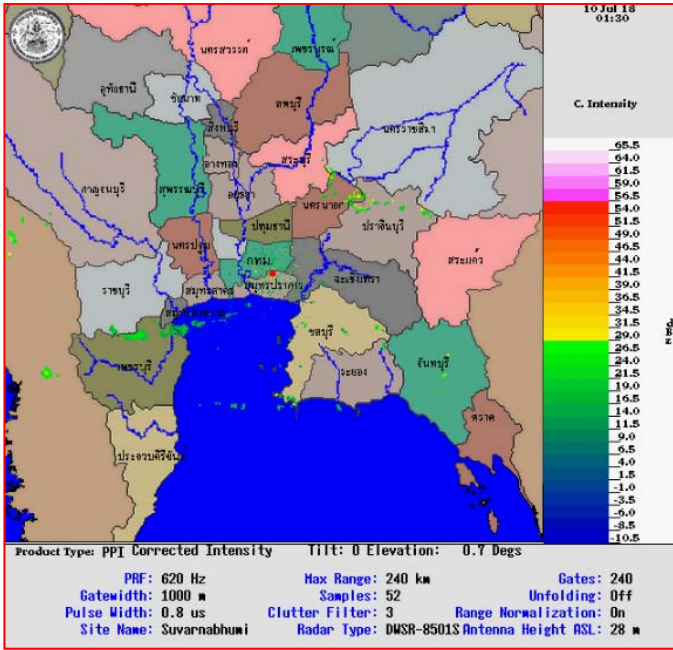 10 Jul 18
01:30
C. Intensity
นครสวรรค์
เพชรบูรณ์
อุทัยธานี
ชัยนาท
ลพบุรี
สิงหบุรี
นครราชสีมา
อ่างทอง
สระบุรี
กาญจนบุรี
สุพรรณบุรี
อยุธยา
นครนายก
ปราจีนบุรี
ปทุมธานี
นครปฐม
กทม.
สระแก้ว
ราชบุรี
สมุทรสาคร
สมุทรปราการ
ฉะเชิงเทรา
ชลบุรี
เพชรบุรี
ระยอง
จันทบุรี
ตราด
ประจวบคีรีขันธ์
65.5
64.0
61.5
59.0
56.5
54.0
51.5
49.0
46.5
44.0
41.5
39.0
36.5
34.0
31.5
29.0
26.5
24.0
21.5
19.0
16.5
14.0
11.5
9.0
6.5
4.0
1.5
-1.0
-3.5
-6.0
-8.5
-10.5
Product Type: PPI Corrected Intensity Tilt: 0 Elevation: 0.7 Degs
PRF: 620 Hz Max Range: 240 km Gates: 240
Gatewidth: 1000 m Samples: 52 Unfolding: Off
Pulse Width: 0.8 us Clutter Filter: 3 Range Normalization: On
Site Name: Suvarnabhumi Radar Type: DWSR-8501S Antenna Height ASL: 28 m